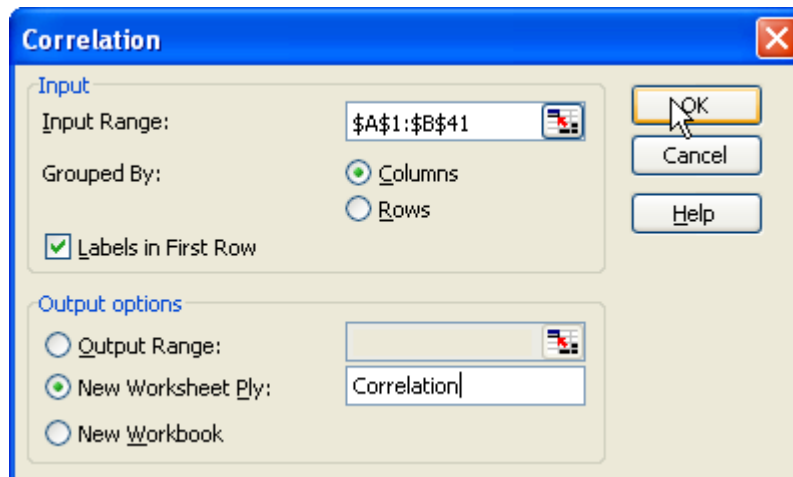 Correlation
Input
Input Range: $A$1:$B$41
OK
Grouped By: Columns
Cancel
Rows
Help
Labels in First Row
Output options
Output Range:
New Worksheet Ply: Correlation
New Workbook